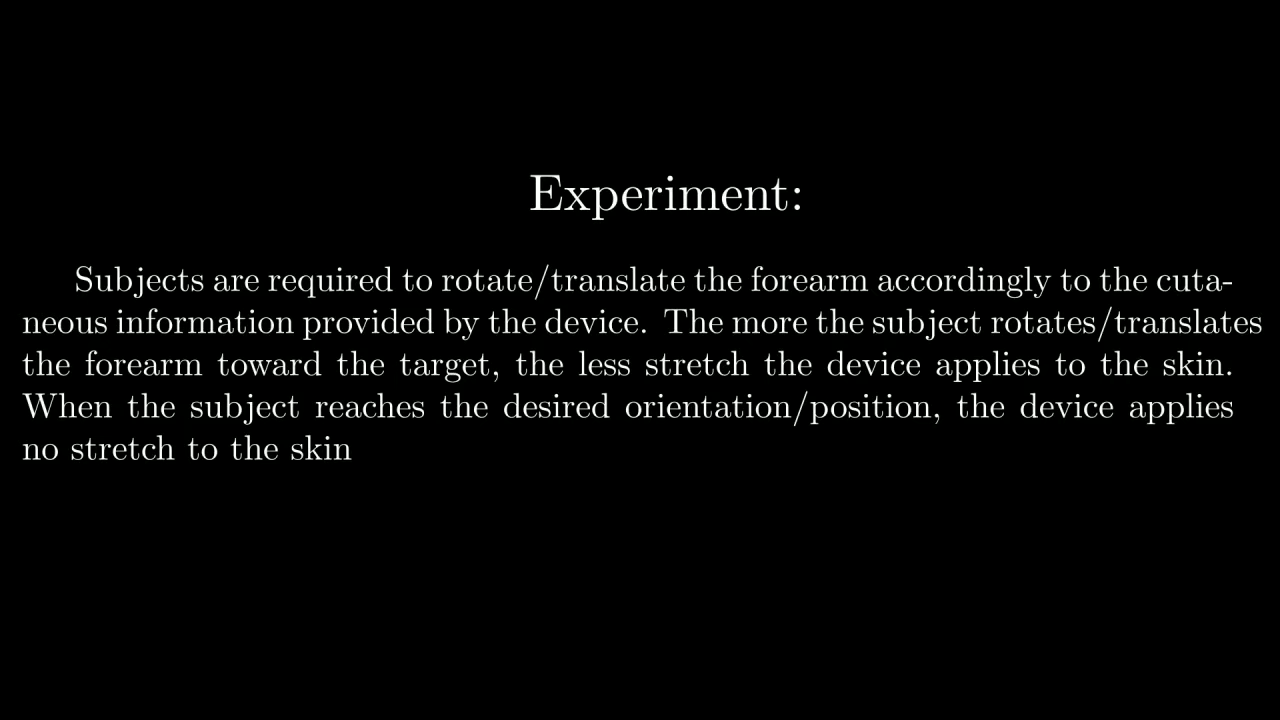 Experiment:
Subjects are required to rotate/translate the forearm accordingly to the cuta-
neous information provided by the device. The more the subject rotates/translates
the forearm toward the target, the less stretch the device applies to the skin.
When the subject reaches the desired orientation/position, the device applies
no stretch to the skin